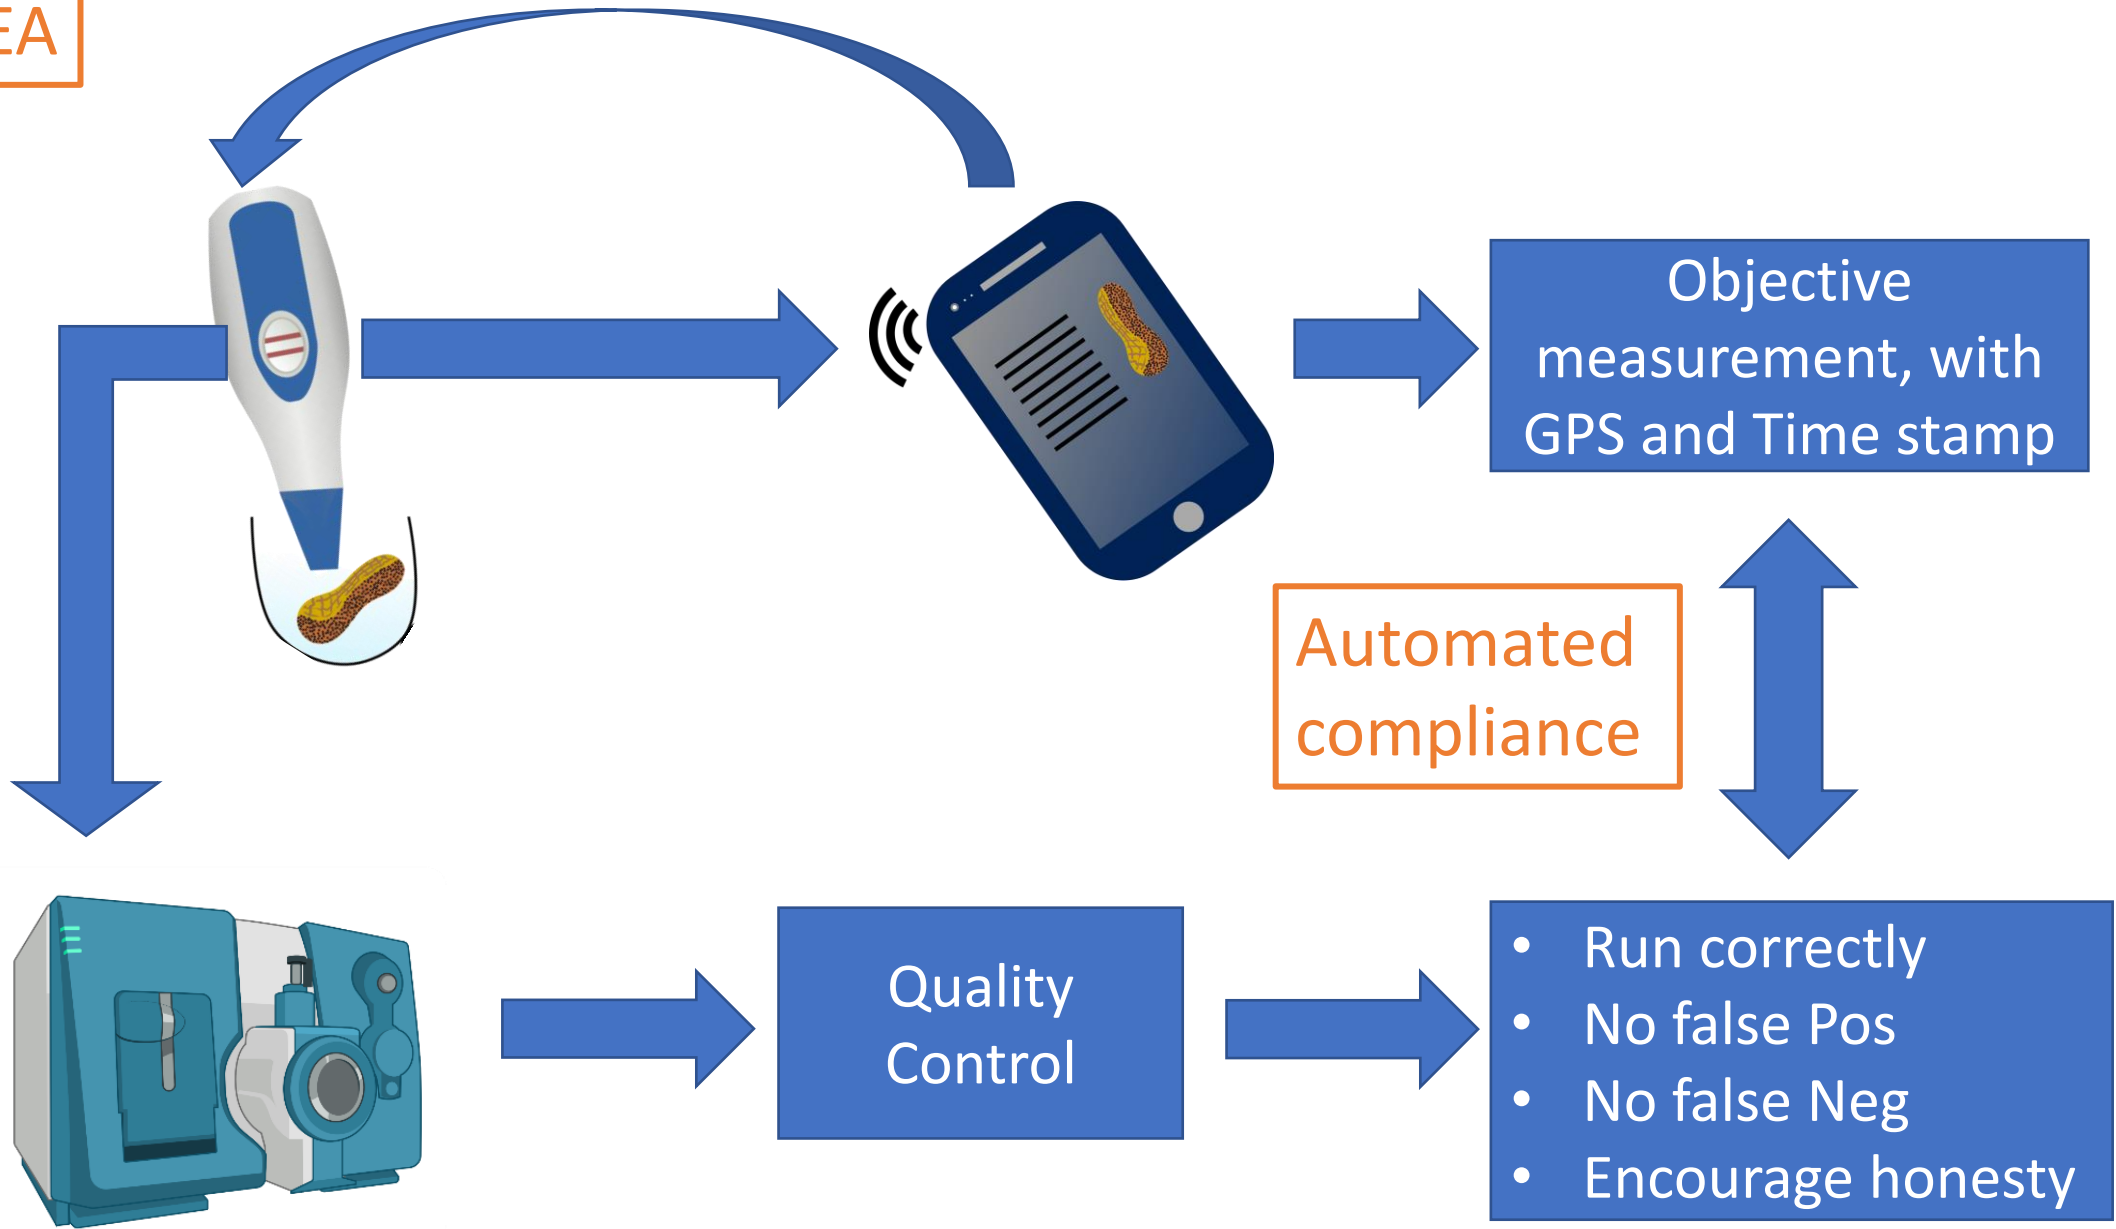 EA
Objective
measurement, with
GPS and Time stamp
Automated
compliance
Quality
Control
• Run correctly
• No false Pos
• No false Neg
• Encourage honesty